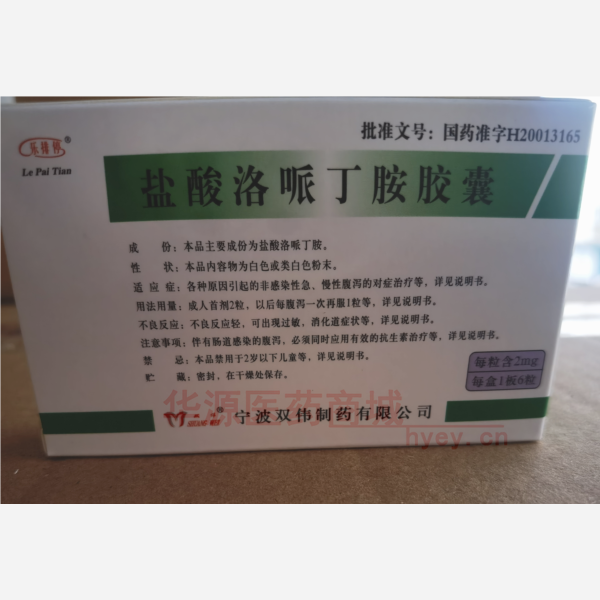 批准文号：国药准字H20013165
Le Pai Tian
盐酸洛哌丁胺胶囊
成　份：本品主要成份为盐酸洛哌丁胺。
性　状：本品内容物为白色或类白色粉末。
适 应 症：各种原因引起的非感染性急、慢性腹泻的对症治疗等，详见说明书。
用法用量：成人首剂2粒，以后每腹泻一次再服1粒等，详见说明书。
不良反应：不良反应轻，可出现过敏，消化道症状等，详见说明书。
注意事项：伴有肠道感染的腹泻，必须同时应用有效的抗生素治疗等，详见说明书。
禁　忌：本品禁用于2岁以下儿童等，详见说明书。
贮　藏：密封，在干燥处保存。
每粒含2mg
每盒1板6粒
宁波双伟制药有限公司
华源医药商城
hyey.cn